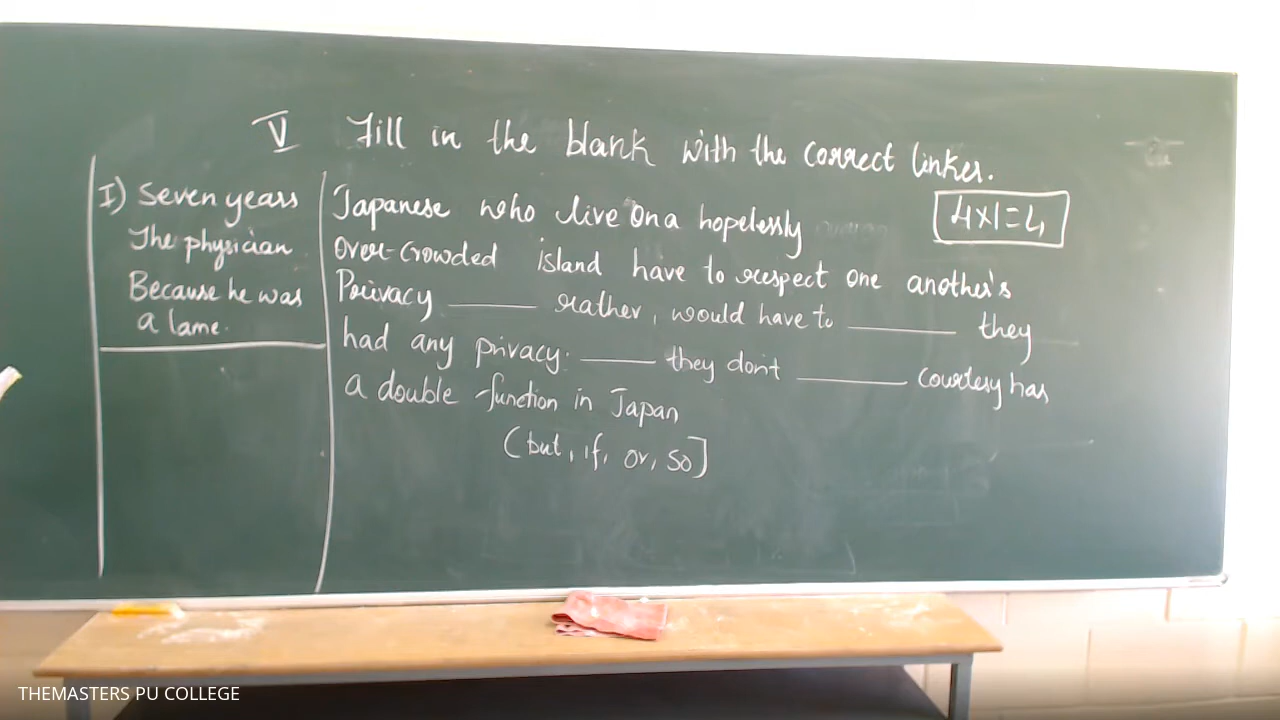 V Fill in the blank with the correct linker.
I) Seven years
The physician
Because he was
a lame.
Japanese who live on a hopelessly
over-crowded island have to respect one another's
Privacy ______ rather, would have to ______ they
had any privacy. ______ they don't ______ courtesy has
a double function in Japan
(but, if, or, so]
4x1=4
THEMASTERS PU COLLEGE